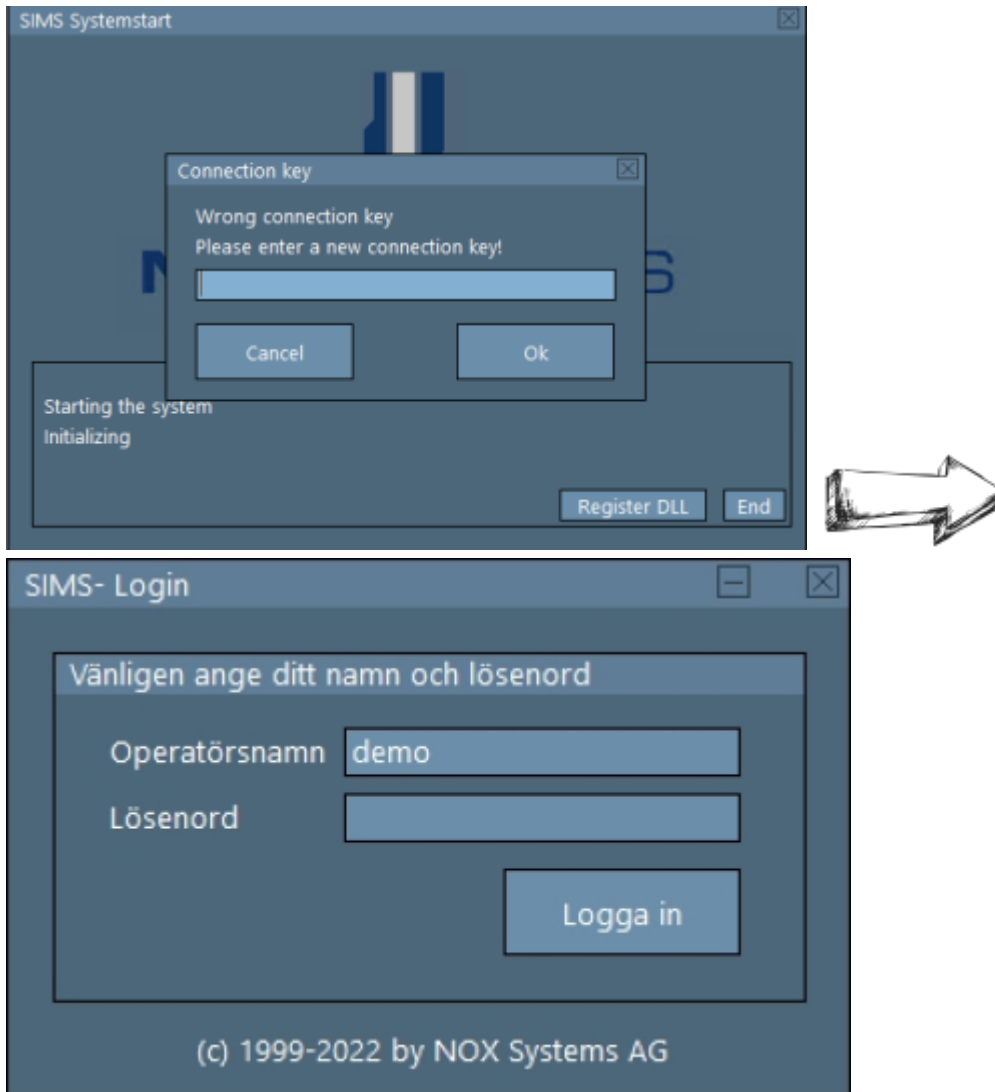 SIMS Systemstart
Connection key
Wrong connection key
Please enter a new connection key!
Cancel
Ok
Starting the system
Initializing
Register DLL
End
SIMS- Login
Vänligen ange ditt namn och lösenord
Operatörsnamn
demo
Lösenord
Logga in
(c) 1999-2022 by NOX Systems AG